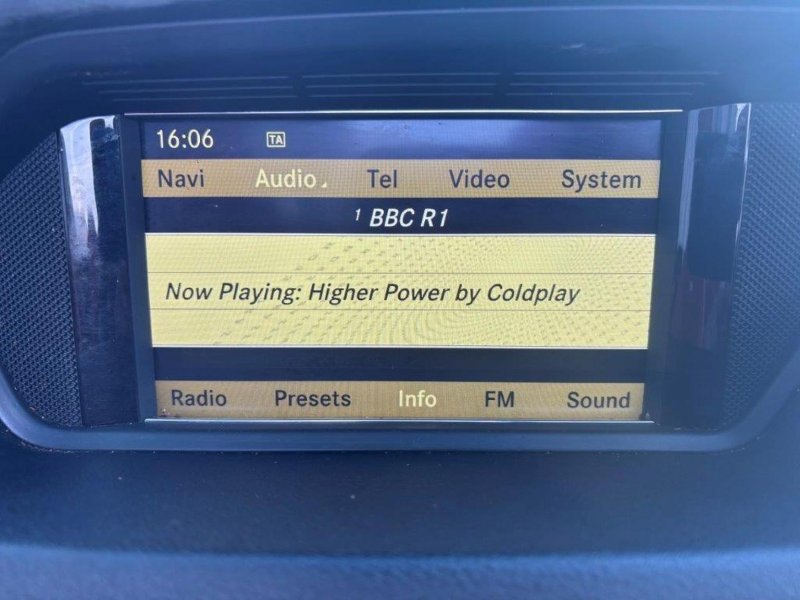 16:06 TA
Navi Audio Tel Video System
1 BBC R1
Now Playing: Higher Power by Coldplay
Radio Presets Info FM Sound